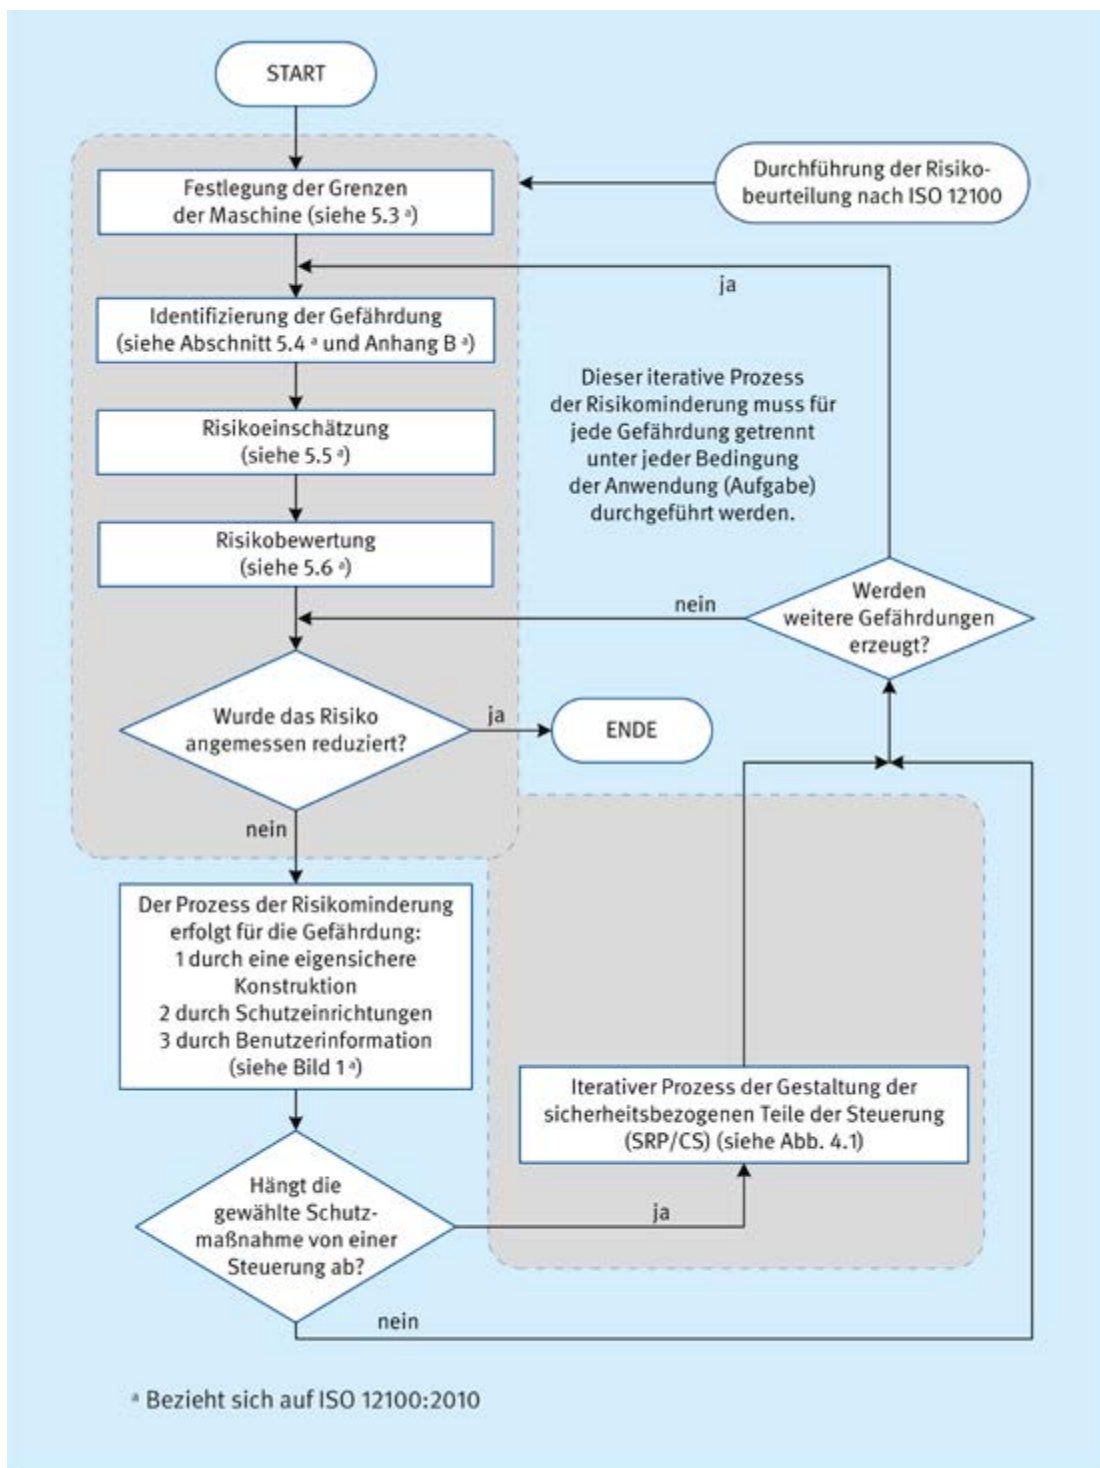 START
Festlegung der Grenzen
der Maschine (siehe 5.3 ᵃ)
Durchführung der Risiko-
beurteilung nach ISO 12100
ja
Identifizierung der Gefährdung
(siehe Abschnitt 5.4 ᵃ und Anhang B ᵃ)
Dieser iterative Prozess
der Risikominderung muss für
jede Gefährdung getrennt
unter jeder Bedingung
der Anwendung (Aufgabe)
durchgeführt werden.
Risikoeinschätzung
(siehe 5.5 ᵃ)
Risikobewertung
(siehe 5.6 ᵃ)
Werden
weitere Gefährdungen
erzeugt?
nein
Wurde das Risiko
angemessen reduziert?
ja
ENDE
nein
Der Prozess der Risikominderung
erfolgt für die Gefährdung:
1 durch eine eigensichere
Konstruktion
2 durch Schutzeinrichtungen
3 durch Benutzerinformation
(siehe Bild 1 ᵃ)
Iterativer Prozess der Gestaltung der
sicherheitsbezogenen Teile der Steuerung
(SRP/CS) (siehe Abb. 4.1)
Hängt die
gewählte Schutz-
maßnahme von einer
Steuerung ab?
ja
nein
ᵃ Bezieht sich auf ISO 12100:2010